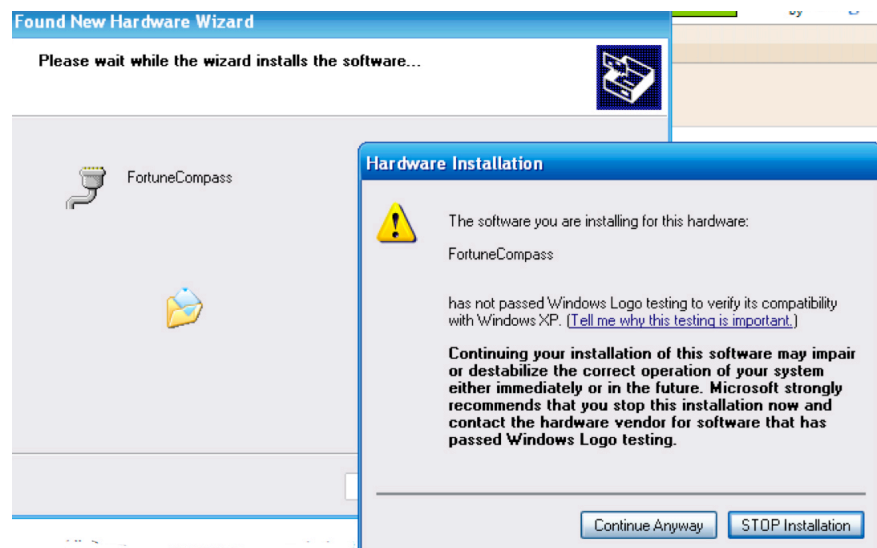 Found New Hardware Wizard
by
Please wait while the wizard installs the software...
FortuneCompass
Hardware Installation
The software you are installing for this hardware:
FortuneCompass
has not passed Windows Logo testing to verify its compatibility
with Windows XP. (Tell me why this testing is important.)
Continuing your installation of this software may impair
or destabilize the correct operation of your system
either immediately or in the future. Microsoft strongly
recommends that you stop this installation now and
contact the hardware vendor for software that has
passed Windows Logo testing.
Continue Anyway
STOP Installation